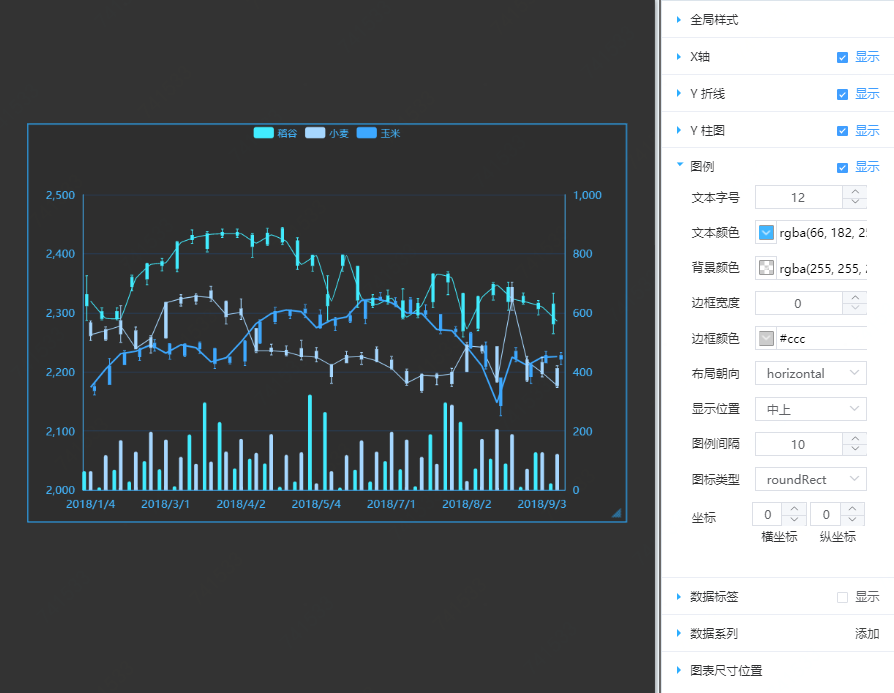 稻谷 小麦 玉米
2,500
2,400
2,300
2,200
2,100
2,000
1,000
800
600
400
200
0
2018/1/4 2018/3/1 2018/4/2 2018/5/4 2018/7/1 2018/8/2 2018/9/3
全局样式
X轴 显示
Y 折线 显示
Y 柱图 显示
图例 显示
文本字号 12
文本颜色 rgba(66, 182, 25
背景颜色 rgba(255, 255, 2
边框宽度 0
边框颜色 #ccc
布局朝向 horizontal
显示位置 中上
图例间隔 10
图标类型 roundRect
坐标 0 0
横坐标 纵坐标
数据标签 显示
数据系列 添加
图表尺寸位置